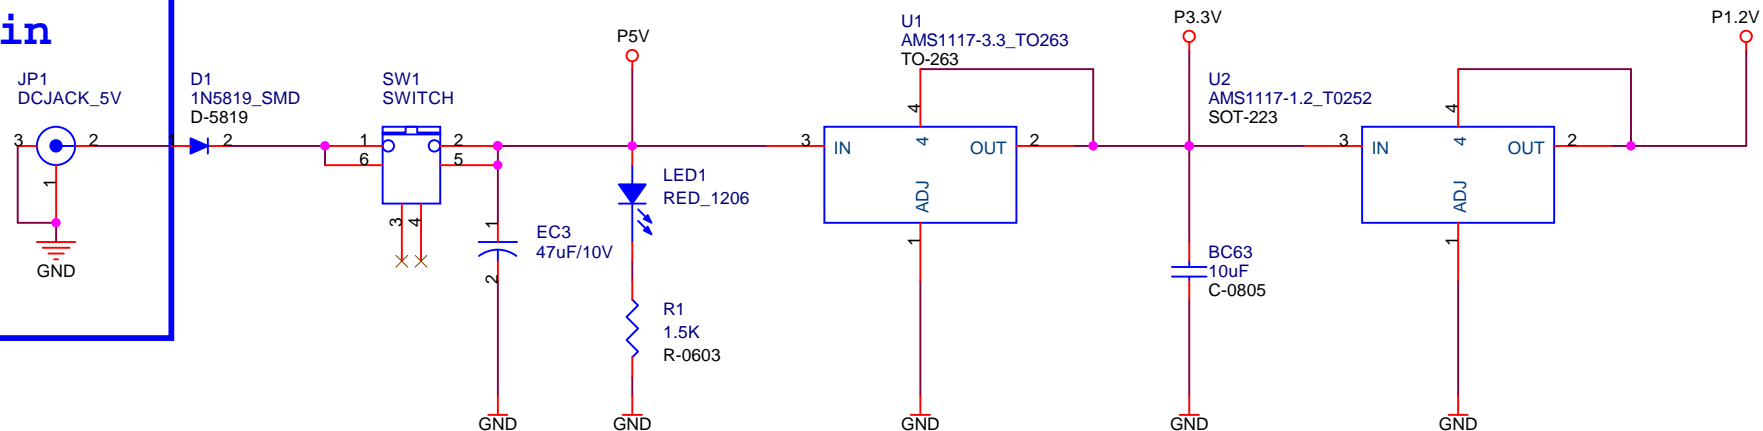 in
JP1
DCJACK_5V
3
2
1
GND
D1
1N5819_SMD
D-5819
1
2
SW1
SWITCH
1
2
6
5
3
4
1
EC3
47uF/10V
2
GND
P5V
LED1
RED_1206
R1
1.5K
R-0603
GND
U1
AMS1117-3.3_TO263
TO-263
4
3
IN
4
OUT
2
ADJ
1
GND
P3.3V
BC63
10uF
C-0805
GND
U2
AMS1117-1.2_T0252
SOT-223
4
3
IN
4
OUT
2
ADJ
1
GND
P1.2V